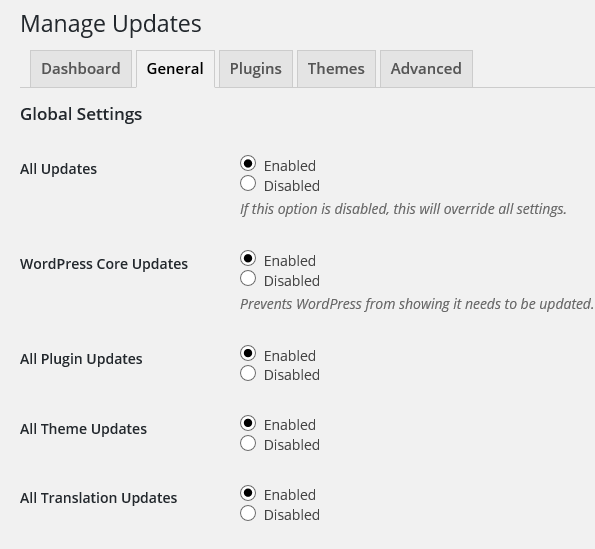 Manage Updates
Dashboard General Plugins Themes Advanced
Global Settings
All Updates
Enabled
Disabled
If this option is disabled, this will override all settings.
WordPress Core Updates
Enabled
Disabled
Prevents WordPress from showing it needs to be updated.
All Plugin Updates
Enabled
Disabled
All Theme Updates
Enabled
Disabled
All Translation Updates
Enabled
Disabled